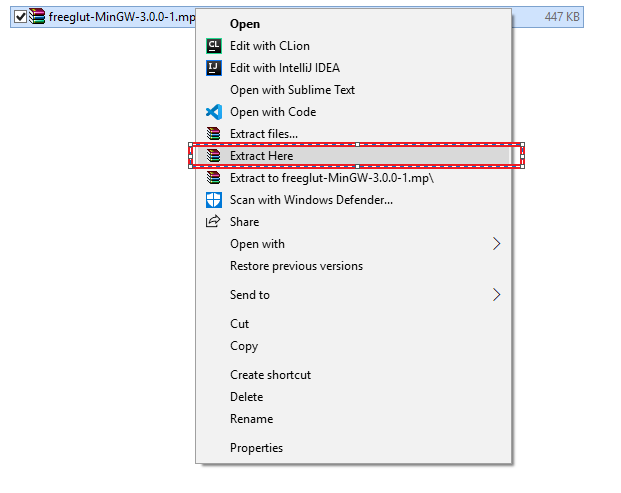 freeglut-MinGW-3.0.0-1.mp
447 KB
Open
CL
Edit with CLion
IJ
Edit with IntelliJ IDEA
Open with Sublime Text
Open with Code
Extract files...
Extract Here
Extract to freeglut-MinGW-3.0.0-1.mp\
Scan with Windows Defender...
Share
Open with
Restore previous versions
Send to
Cut
Copy
Create shortcut
Delete
Rename
Properties